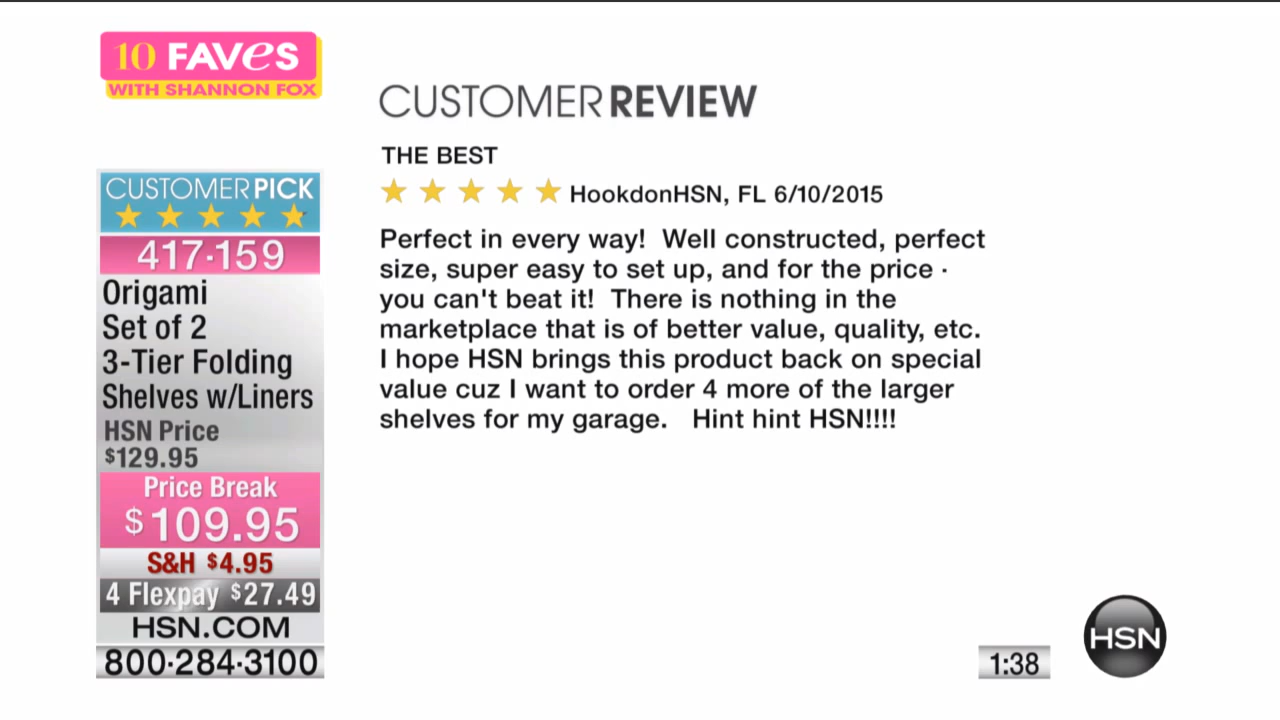 10 FAVeS
WITH SHANNON FOX
CUSTOMER REVIEW
THE BEST
HookdonHSN, FL 6/10/2015
Perfect in every way!  Well constructed, perfect
size, super easy to set up, and for the price -
you can't beat it!  There is nothing in the
marketplace that is of better value, quality, etc.
I hope HSN brings this product back on special
value cuz I want to order 4 more of the larger
shelves for my garage.   Hint hint HSN!!!!
CUSTOMER PICK
417-159
Origami
Set of 2
3-Tier Folding
Shelves w/Liners
HSN Price
$129.95
Price Break
$109.95
S&H $4.95
4 Flexpay $27.49
HSN.COM
800-284-3100
1:38
HSN